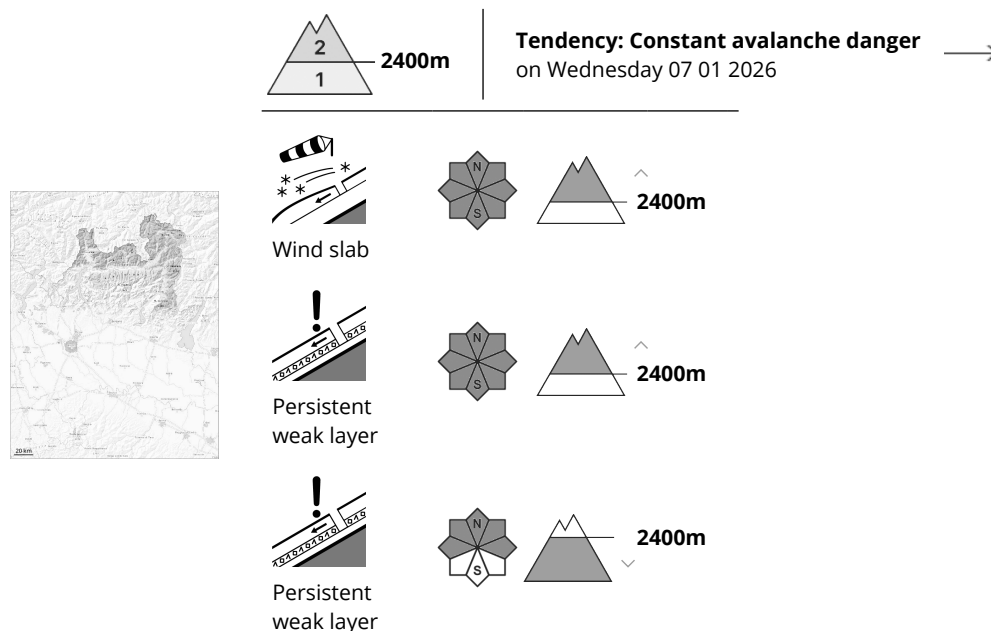 2
2400m
1
Tendency: Constant avalanche danger
on Wednesday 07 01 2026
N
S
2400m
Wind slab
N
S
2400m
Persistent
weak layer
N
S
2400m
Persistent
weak layer
20 km